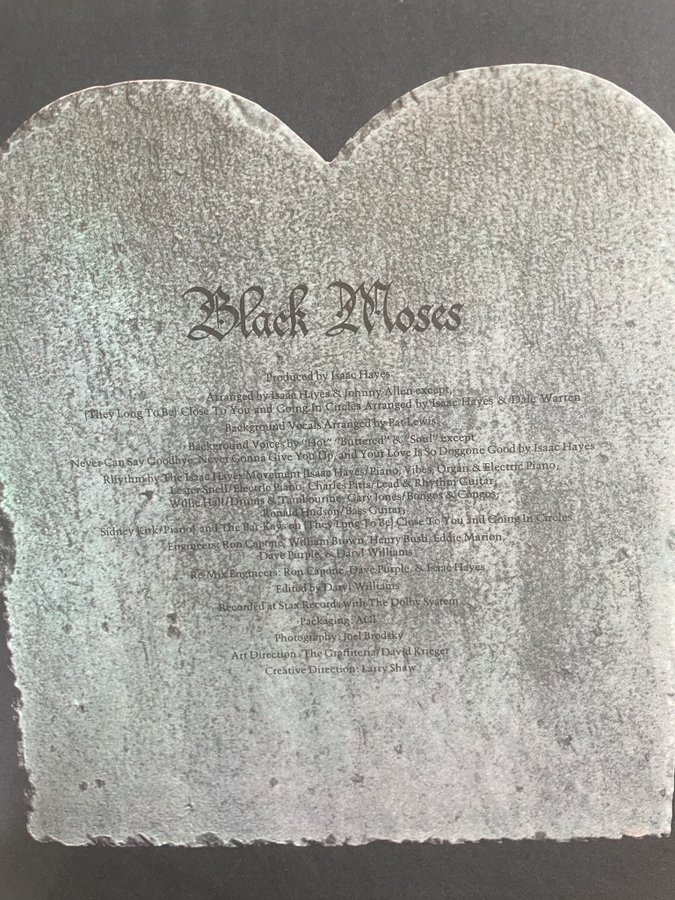 Black Moses
Produced by Isaac Hayes
Arranged by Isaac Hayes & Johnny Allen except,
(They Long To Be) Close To You and Going In Circles Arranged by Isaac Hayes & Dale Warren
Background Vocals Arranged by Pat Lewis
Background Voices by "Hot" "Buttered" & "Soul" except
Never Can Say Goodbye, Never Gonna Give You Up, and Your Love Is So Doggone Good by Isaac Hayes
Rhythm by The Isaac Hayes Movement (Isaac Hayes/Piano, Vibes, Organ & Electric Piano,
Lester Snell/Electric Piano, Charles Pitts/Lead & Rhythm Guitar,
Willie Hall/Drums & Tambourine, Gary Jones/Bongos & Congos,
Ronald Hudson/Bass Guitar,
Sidney Kirk/Piano) and The Bar-Kays on (They Long To Be) Close To You and Going In Circles
Engineers: Ron Capone, William Brown, Henry Bush, Eddie Marion,
Dave Purple, & Daryl Williams
Re-Mix Engineers: Ron Capone, Dave Purple, & Isaac Hayes
Edited by Daryl Williams
Recorded at Stax Records with The Dolby System
Packaging: AGI
Photography: Joel Brodsky
Art Direction: The Graffiteria/David Krieger
Creative Direction: Larry Shaw